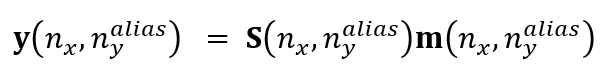 𝐲(n_x, n_y^{alias}) = 𝐒(n_x, n_y^{alias})𝐦(n_x, n_y^{alias})